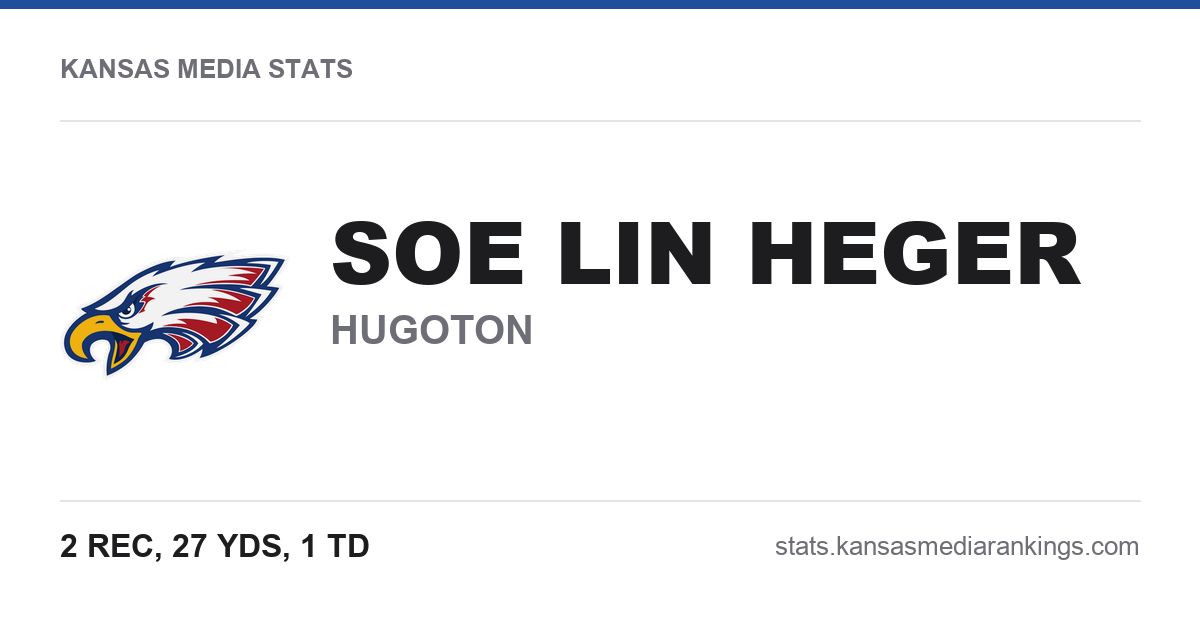 KANSAS MEDIA STATS
SOE LIN HEGER
HUGOTON
2 REC, 27 YDS, 1 TD
stats.kansasmediarankings.com